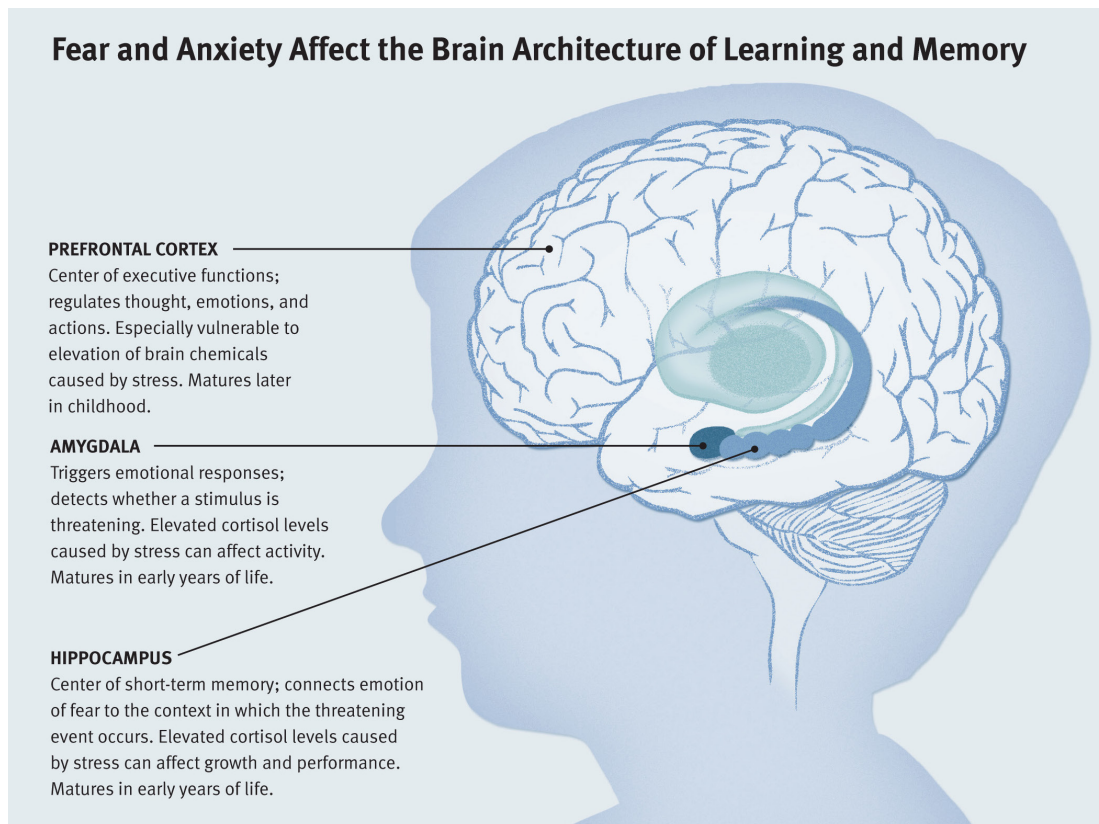 Fear and Anxiety Affect the Brain Architecture of Learning and Memory
PREFRONTAL CORTEX
Center of executive functions;
regulates thought, emotions, and
actions. Especially vulnerable to
elevation of brain chemicals
caused by stress. Matures later
in childhood.
AMYGDALA
Triggers emotional responses;
detects whether a stimulus is
threatening. Elevated cortisol levels
caused by stress can affect activity.
Matures in early years of life.
HIPPOCAMPUS
Center of short-term memory; connects emotion
of fear to the context in which the threatening
event occurs. Elevated cortisol levels caused
by stress can affect growth and performance.
Matures in early years of life.